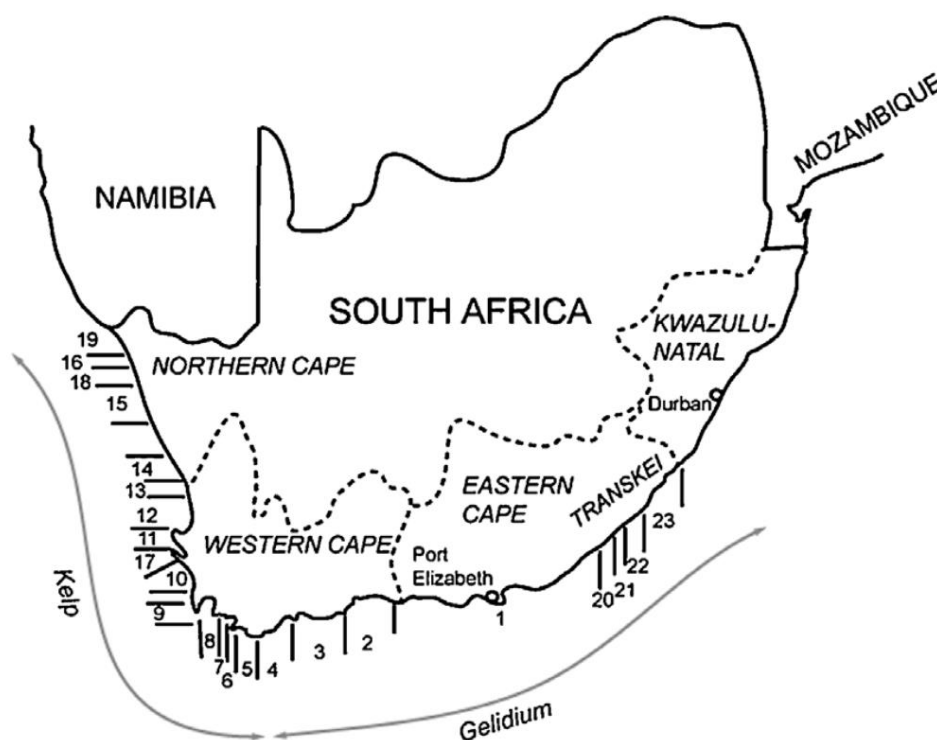 MOZAMBIQUE
NAMIBIA
SOUTH AFRICA
KWAZULU-
NATAL
NORTHERN CAPE
Durban
EASTERN
CAPE
TRANSKEI
WESTERN CAPE
Port
Elizabeth
19
16
18
15
14
13
12
11
17
10
9
8
7
6
5
4
3
2
1
20
21
22
23
Kelp
Gelidium